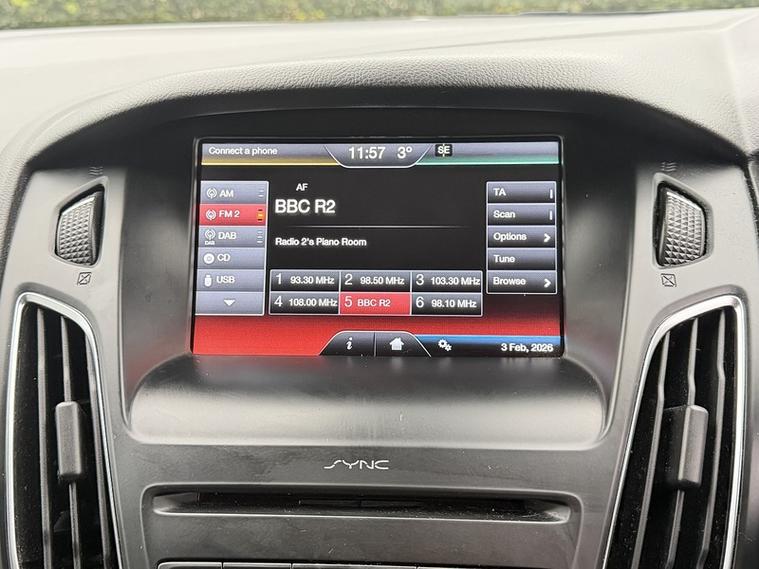 Connect a phone 11:57 3° SE
AM
FM 2
DAB
DAB
CD
USB
AF
BBC R2
Radio 2's Piano Room
1 93.30 MHz 2 98.50 MHz 3 103.30 MHz
4 108.00 MHz 5 BBC R2 6 98.10 MHz
TA
Scan
Options
Tune
Browse
i
3 Feb, 2026
SYNC